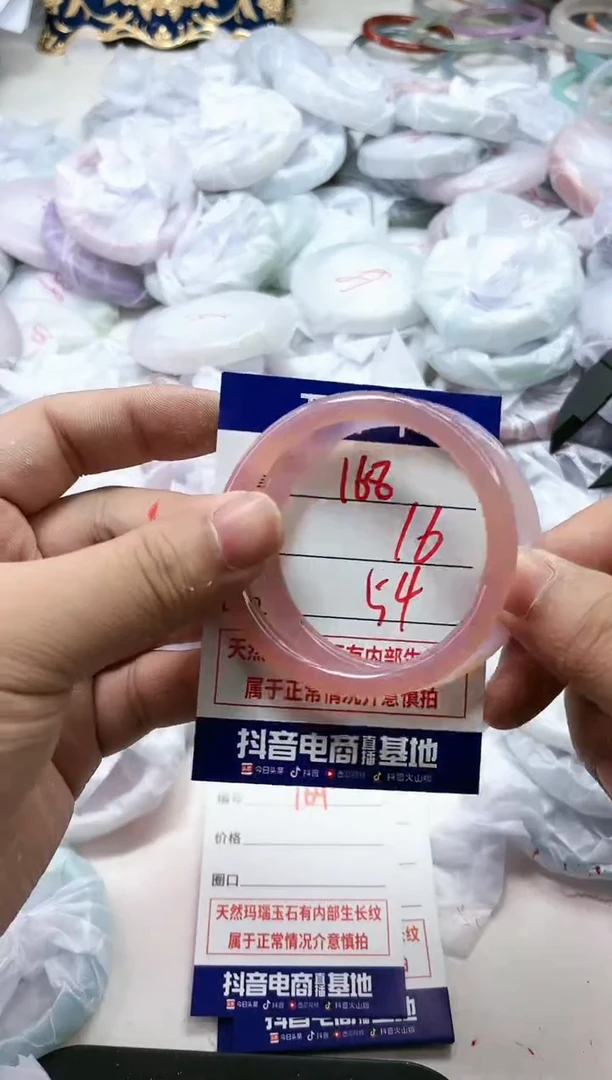 168
16
54
属于正常情况介意慎拍
抖音电商直播基地
今日头条 抖音 西瓜视频 抖音火山版
169
编号
价格
圈口
天然玛瑙玉石有内部生长纹
属于正常情况介意慎拍
抖音电商直播基地
今日头条 抖音 西瓜视频 抖音火山版